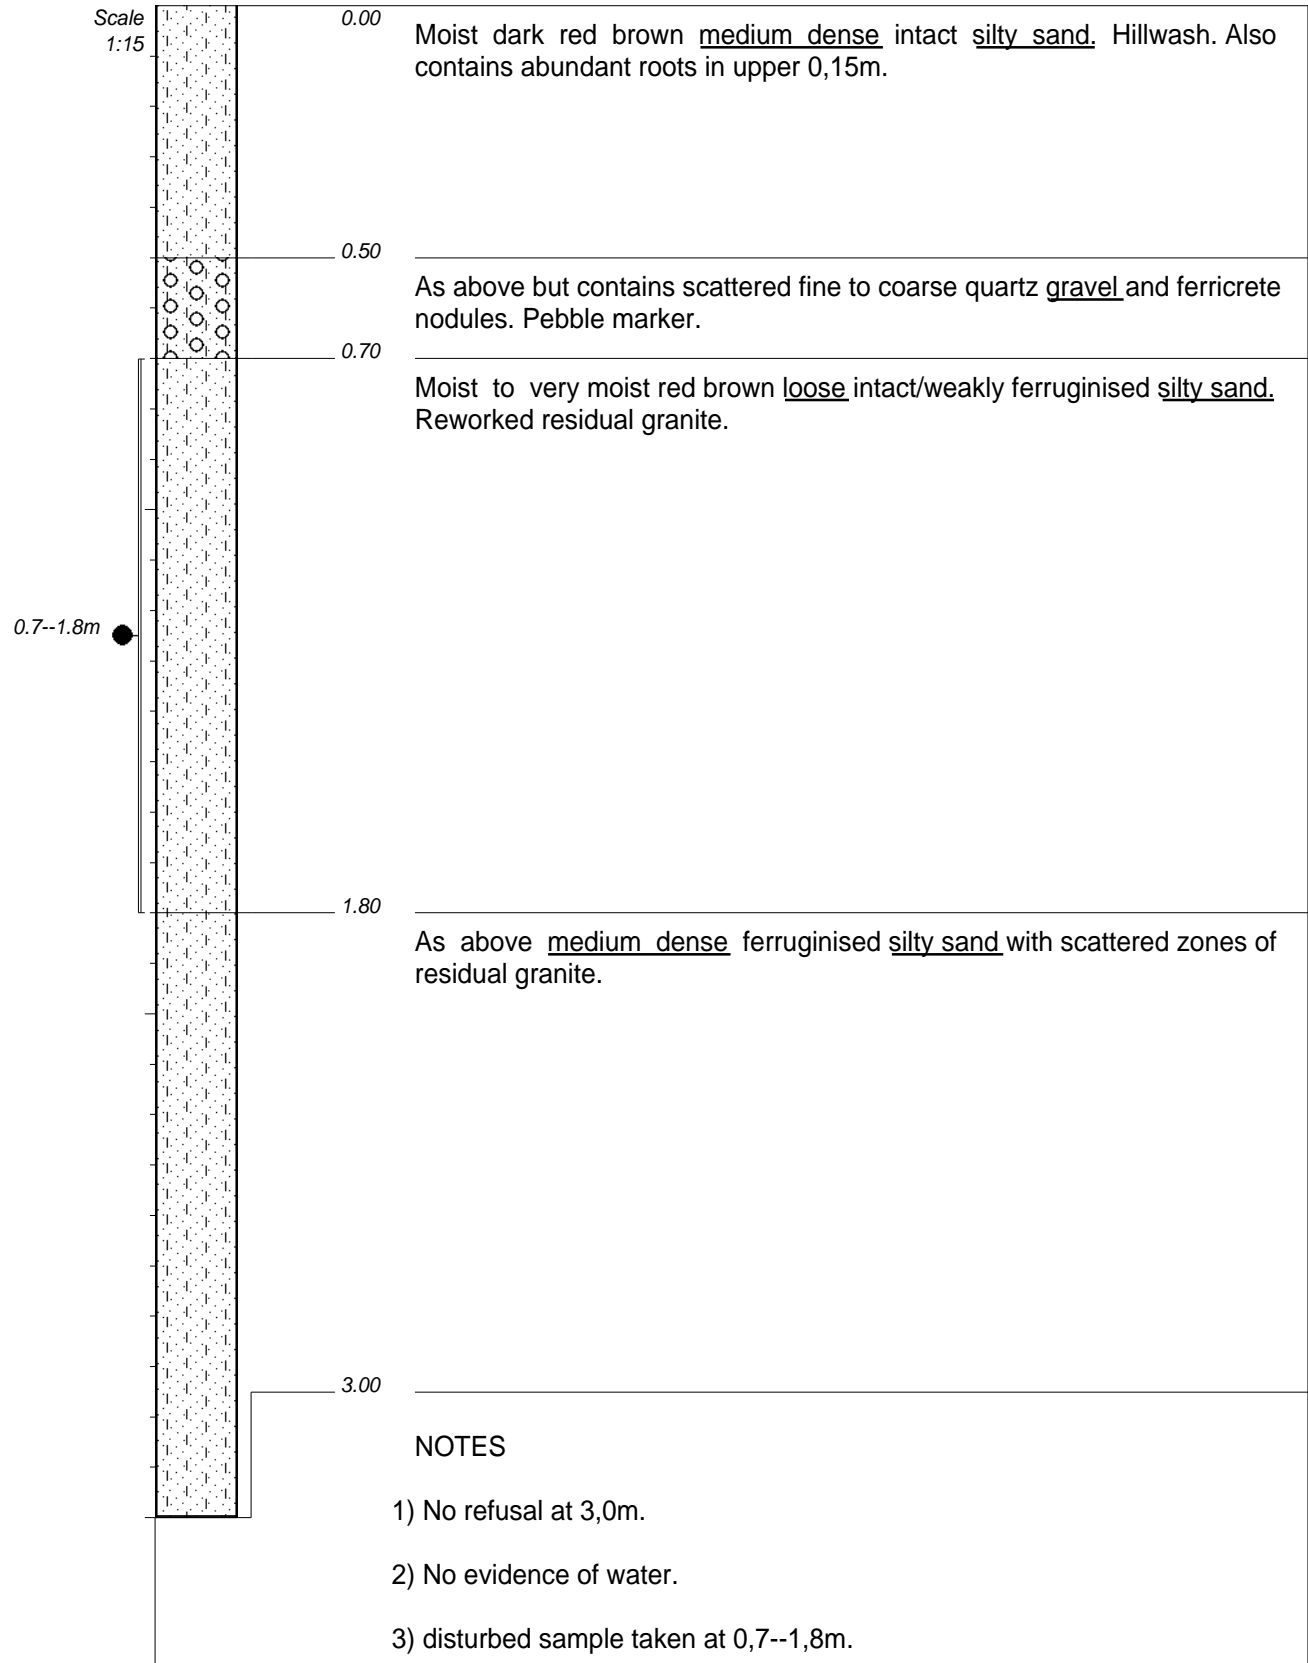 Scale
1:15
0.00
Moist dark red brown medium dense intact silty sand. Hillwash. Also
contains abundant roots in upper 0,15m.
0.50
As above but contains scattered fine to coarse quartz gravel and ferricrete
nodules. Pebble marker.
0.70
Moist to very moist red brown loose intact/weakly ferruginised silty sand.
Reworked residual granite.
0.7--1.8m
1.80
As above medium dense ferruginised silty sand with scattered zones of
residual granite.
3.00
NOTES
1) No refusal at 3,0m.
2) No evidence of water.
3) disturbed sample taken at 0,7--1,8m.